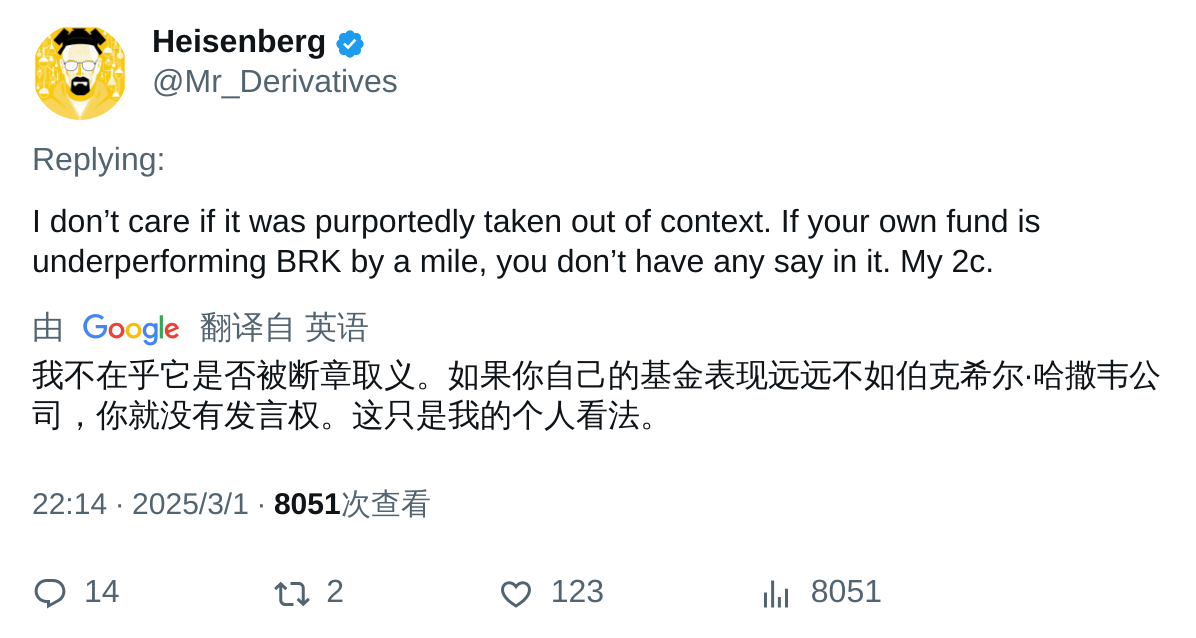 Heisenberg
@Mr_Derivatives
Replying:
I don’t care if it was purportedly taken out of context. If your own fund is
underperforming BRK by a mile, you don’t have any say in it. My 2c.
由 Google 翻译自 英语
我不在乎它是否被断章取义。如果你自己的基金表现远远不如伯克希尔·哈撒韦公
司，你就没有发言权。这只是我的个人看法。
22:14 · 2025/3/1 · 8051次查看
14 2 123 8051